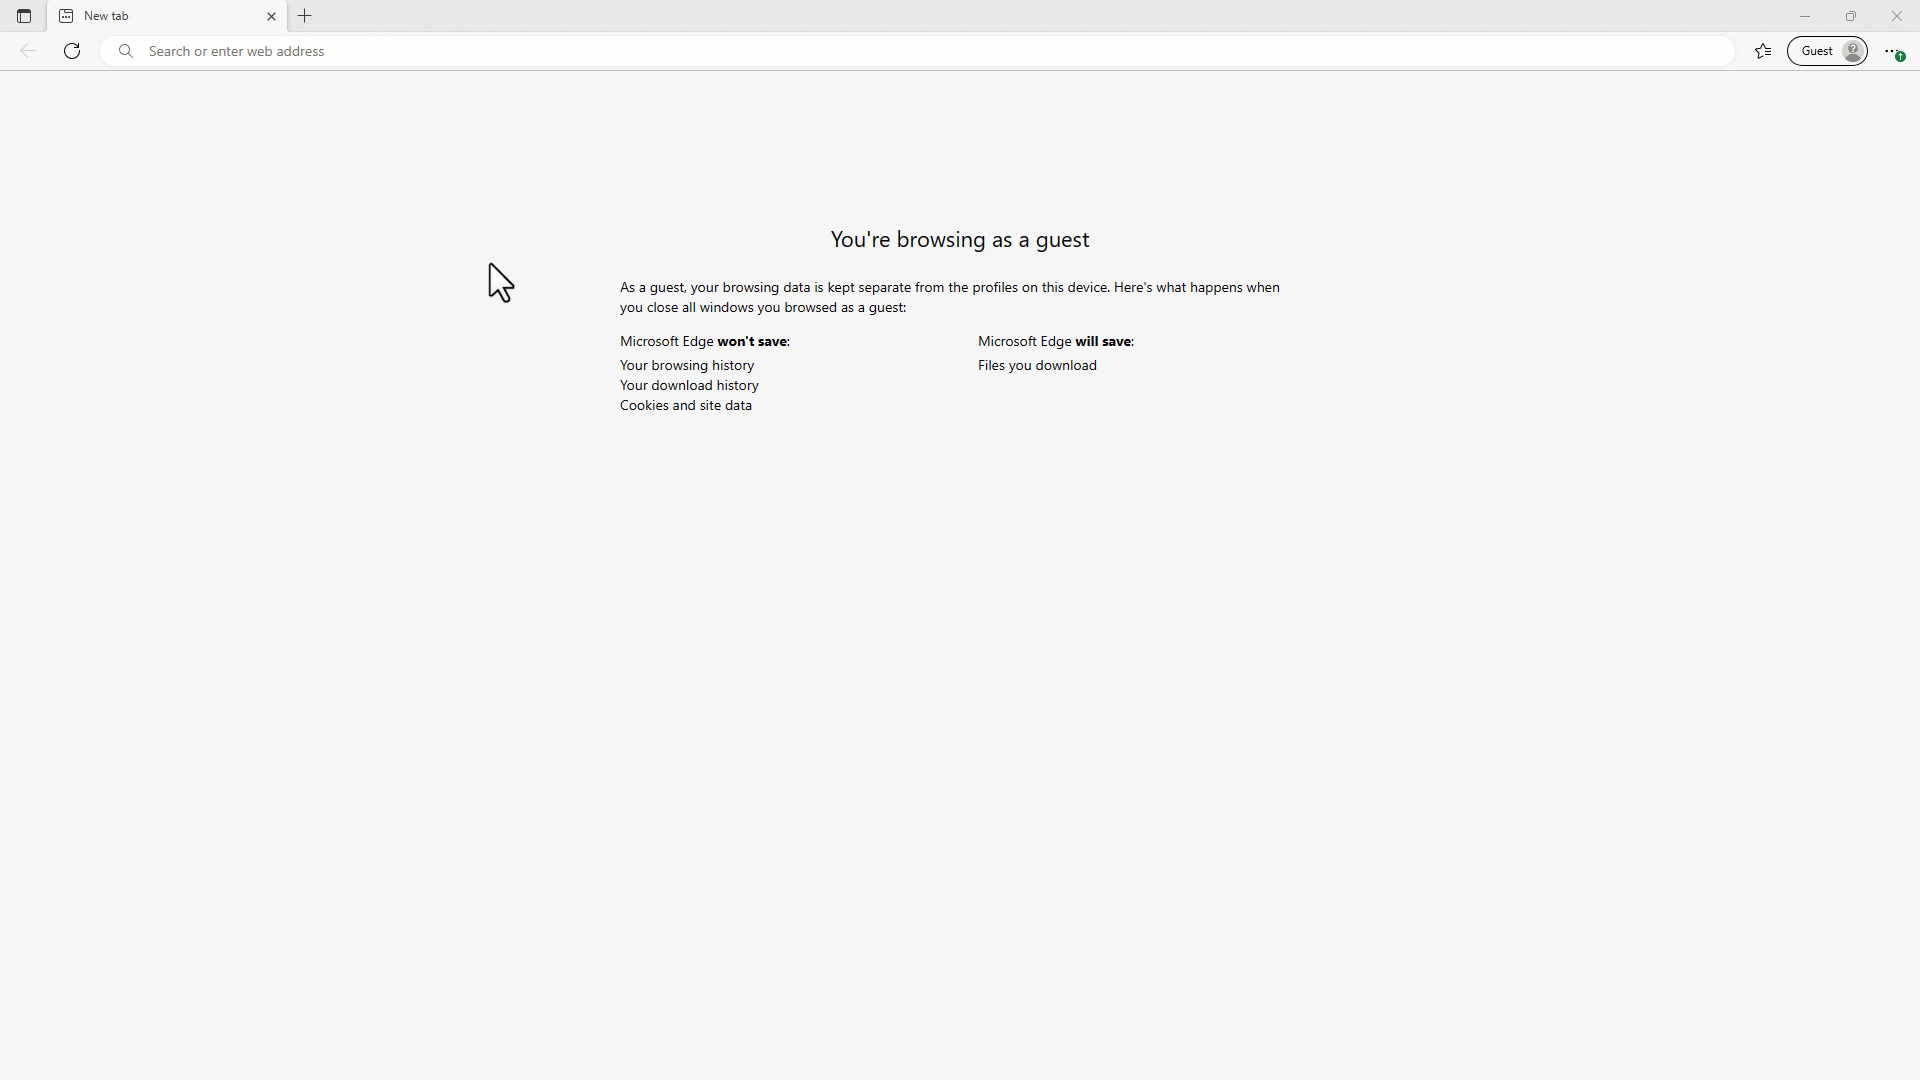 New tab
Search or enter web address
Guest
You're browsing as a guest
As a guest, your browsing data is kept separate from the profiles on this device. Here's what happens when
you close all windows you browsed as a guest:
Microsoft Edge won't save:
Your browsing history
Your download history
Cookies and site data
Microsoft Edge will save:
Files you download